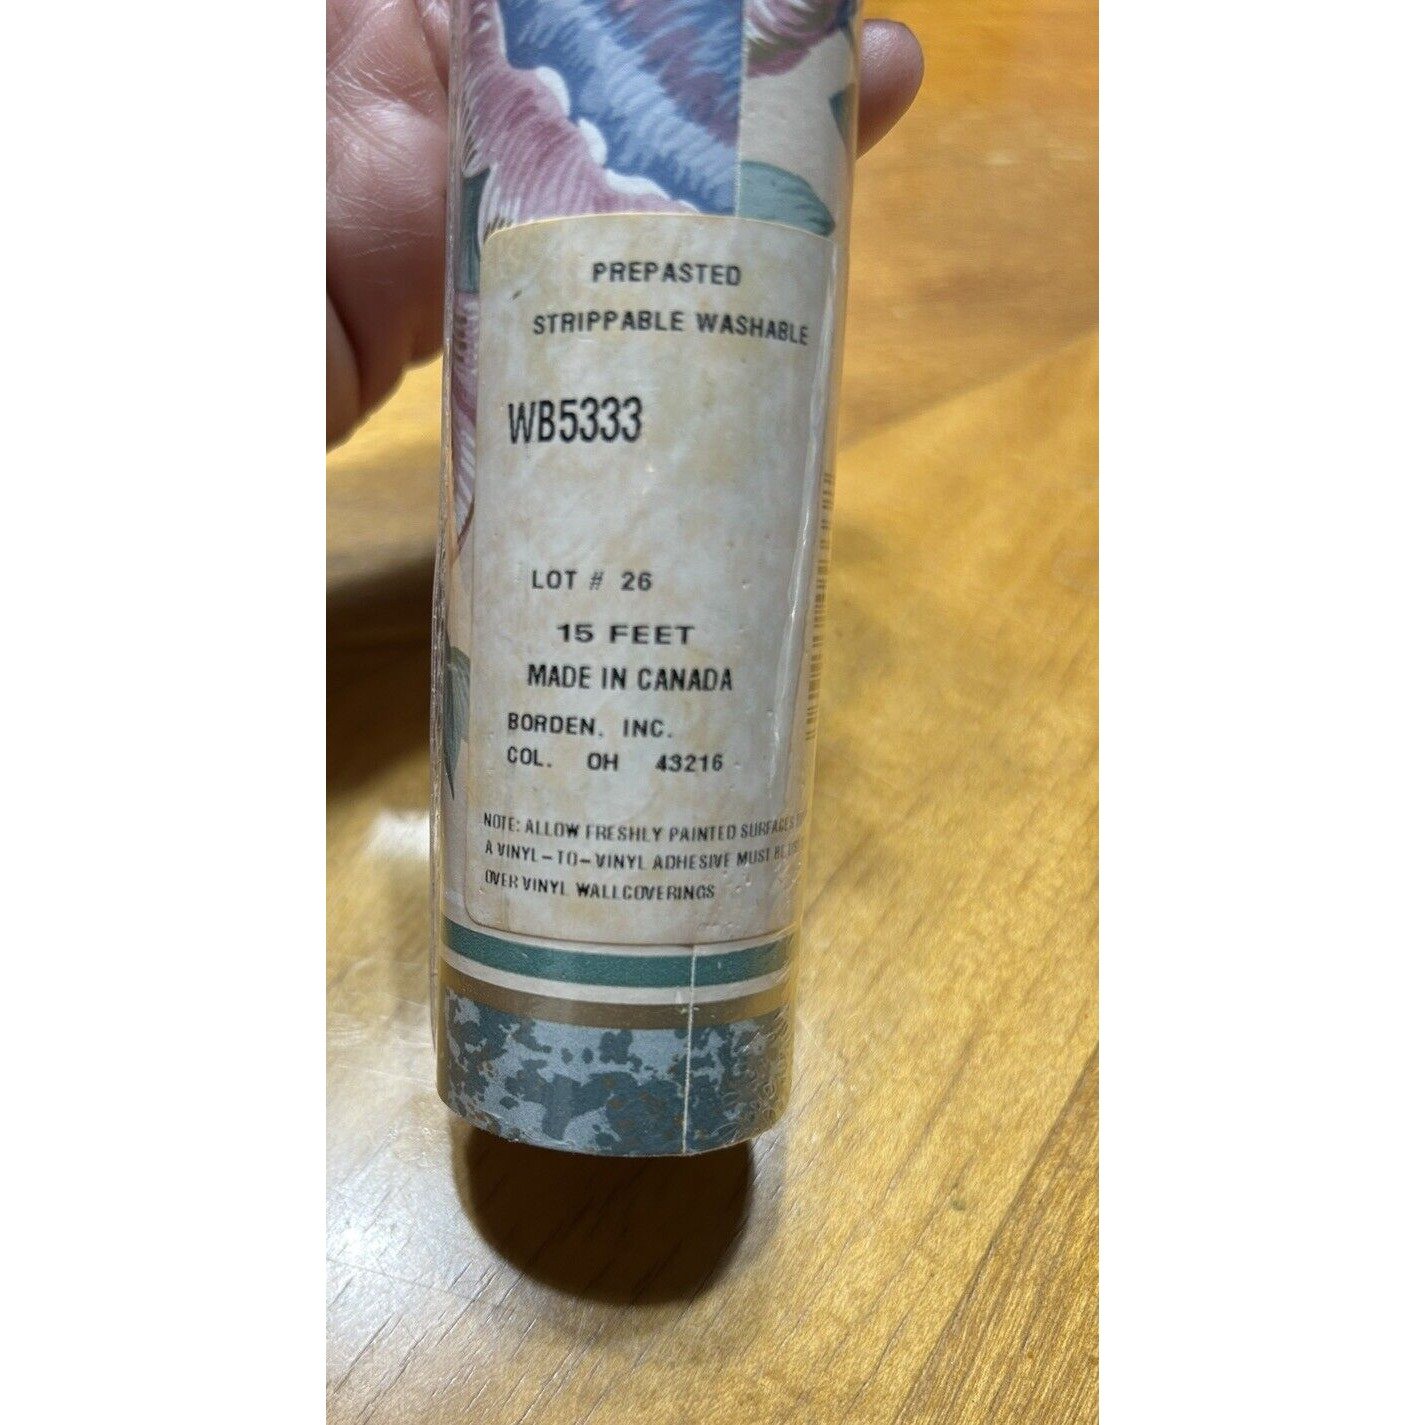 PREPASTED
STRIPPABLE WASHABLE
WB5333
LOT # 26
15 FEET
MADE IN CANADA
BORDEN, INC.
COL. OH 43216
NOTE: ALLOW FRESHLY PAINTED SURFACES
A VINYL-TO-VINYL ADHESIVE MUST BE
OVER VINYL WALLCOVERINGS